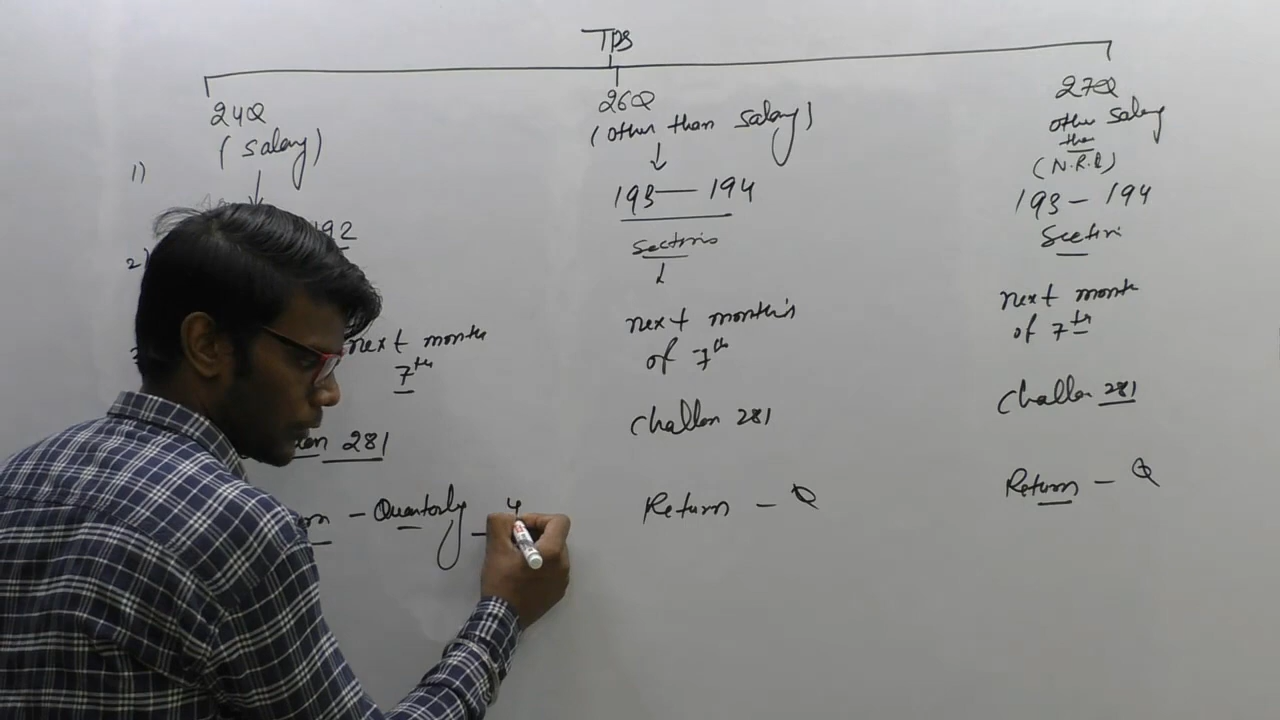 TDS
24Q
(Salary)
1)
192
2)
next month
7th
281
- Quarterly - 4
26Q
(other than Salary)
193 — 194
Sections
next month's
of 7th
challan 281
Return - Q
27Q
other Salary
than
(N.R.I)
193 - 194
Section
next month
of 7th
challan 281
Return - Q